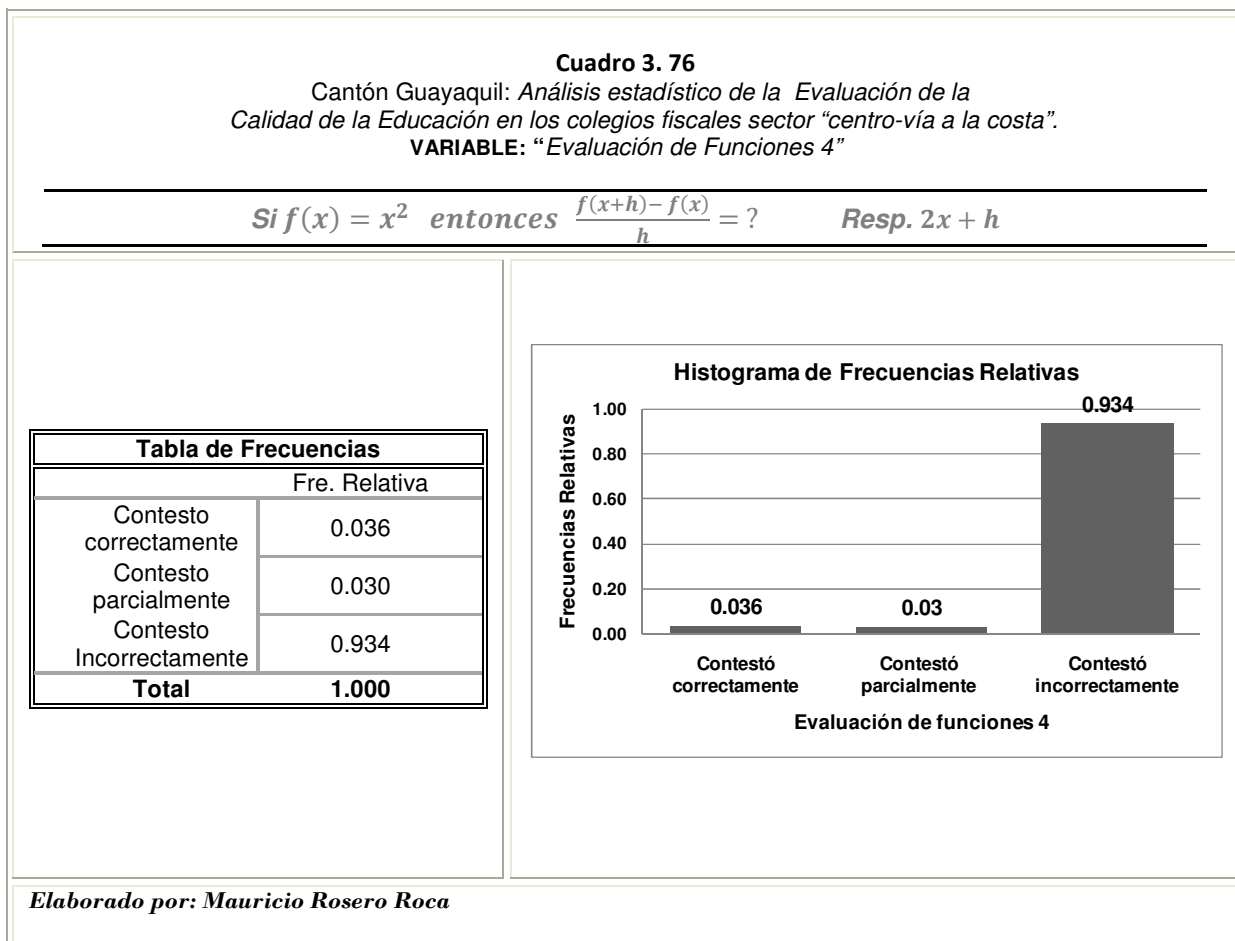 Cuadro 3. 76
Cantón Guayaquil: Análisis estadístico de la Evaluación de la
Calidad de la Educación en los colegios fiscales sector “centro-vía a la costa”.
VARIABLE: “Evaluación de Funciones 4”
Si f(x) = x² entonces \frac{f(x+h)−f(x)}{h} = ? Resp. 2x + h
Tabla de Frecuencias
Fre. Relativa
Contesto
correctamente 0.036
Contesto
parcialmente 0.030
Contesto
Incorrectamente 0.934
Total 1.000
Histograma de Frecuencias Relativas
Frecuencias Relativas
1.00
0.80
0.60
0.40
0.20
0.00
0.036 0.03 0.934
Contestó
correctamente
Contestó
parcialmente
Contestó
incorrectamente
Evaluación de funciones 4
Elaborado por: Mauricio Rosero Roca